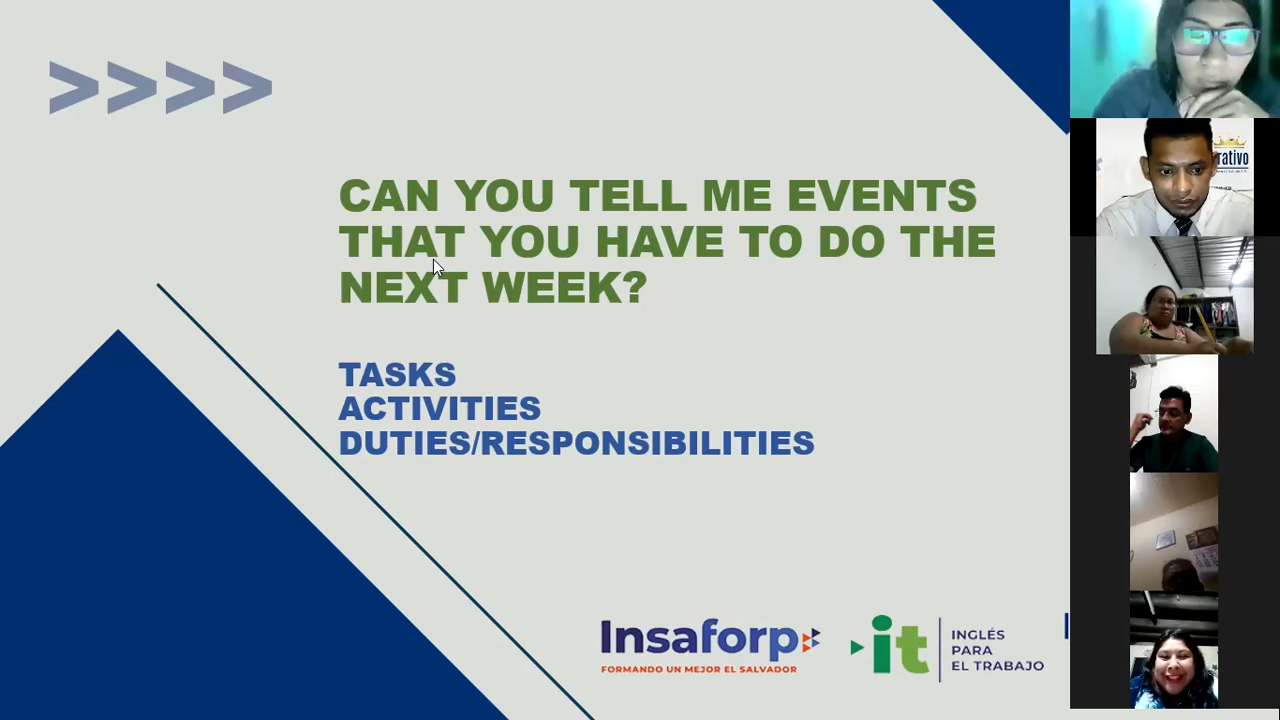 >>>>
CAN YOU TELL ME EVENTS
THAT YOU HAVE TO DO THE
NEXT WEEK?
TASKS
ACTIVITIES
DUTIES/RESPONSIBILITIES
Insaforp
FORMANDO UN MEJOR EL SALVADOR
it
INGLÉS
PARA
EL TRABAJO
rativo